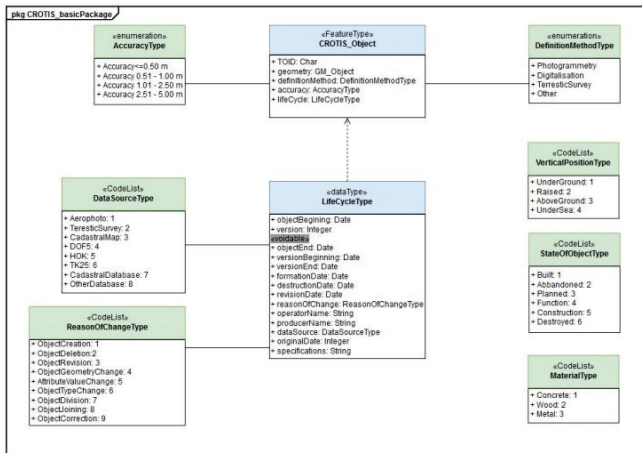 pkg CROTIS_basicPackage
«enumeration»
AccuracyType
+ Accuracy<=0.50 m
+ Accuracy 0.51 - 1.00 m
+ Accuracy 1.01 - 2.50 m
+ Accuracy 2.51 - 5.00 m
«FeatureType»
CROTIS_Object
+ TOID: Char
+ geometry: GM_Object
+ definitionMethod: DefinitionMethodType
+ accuracy: AccuracyType
+ lifeCycle: LifeCycleType
«enumeration»
DefinitionMethodType
+ Photogrammetry
+ Digitalisation
+ TerresticSurvey
+ Other
«CodeList»
DataSourceType
+ Aerophoto: 1
+ TeresticSurvey: 2
+ CadastralMap: 3
+ DOF5: 4
+ HOK: 5
+ TK25: 6
+ CadastralDatabase: 7
+ OtherDatabase: 8
«dataType»
LifeCycleType
+ objectBegining: Date
+ version: Integer
«voidable»
+ objectEnd: Date
+ versionBeginning: Date
+ versionEnd: Date
+ formationDate: Date
+ destructionDate: Date
+ revisionDate: Date
+ reasonOfChange: ReasonOfChangeType
+ operatorName: String
+ producerName: String
+ dataSource: DataSourceType
+ originalDate: Integer
+ specifications: String
«CodeList»
VerticalPositionType
+ UnderGround: 1
+ Raised: 2
+ AboveGround: 3
+ UnderSea: 4
«CodeList»
StateOfObjectType
+ Built: 1
+ Abbandoned: 2
+ Planned: 3
+ Function: 4
+ Construction: 5
+ Destroyed: 6
«CodeList»
ReasonOfChangeType
+ ObjectCreation: 1
+ ObjectDeletion:2
+ ObjectRevision: 3
+ ObjectGeometryChange: 4
+ AttributeValueChange: 5
+ ObjectTypeChange: 6
+ ObjectDivision: 7
+ ObjectJoining: 8
+ ObjectCorrection: 9
«CodeList»
MaterialType
+ Concrete: 1
+ Wood: 2
+ Metal: 3